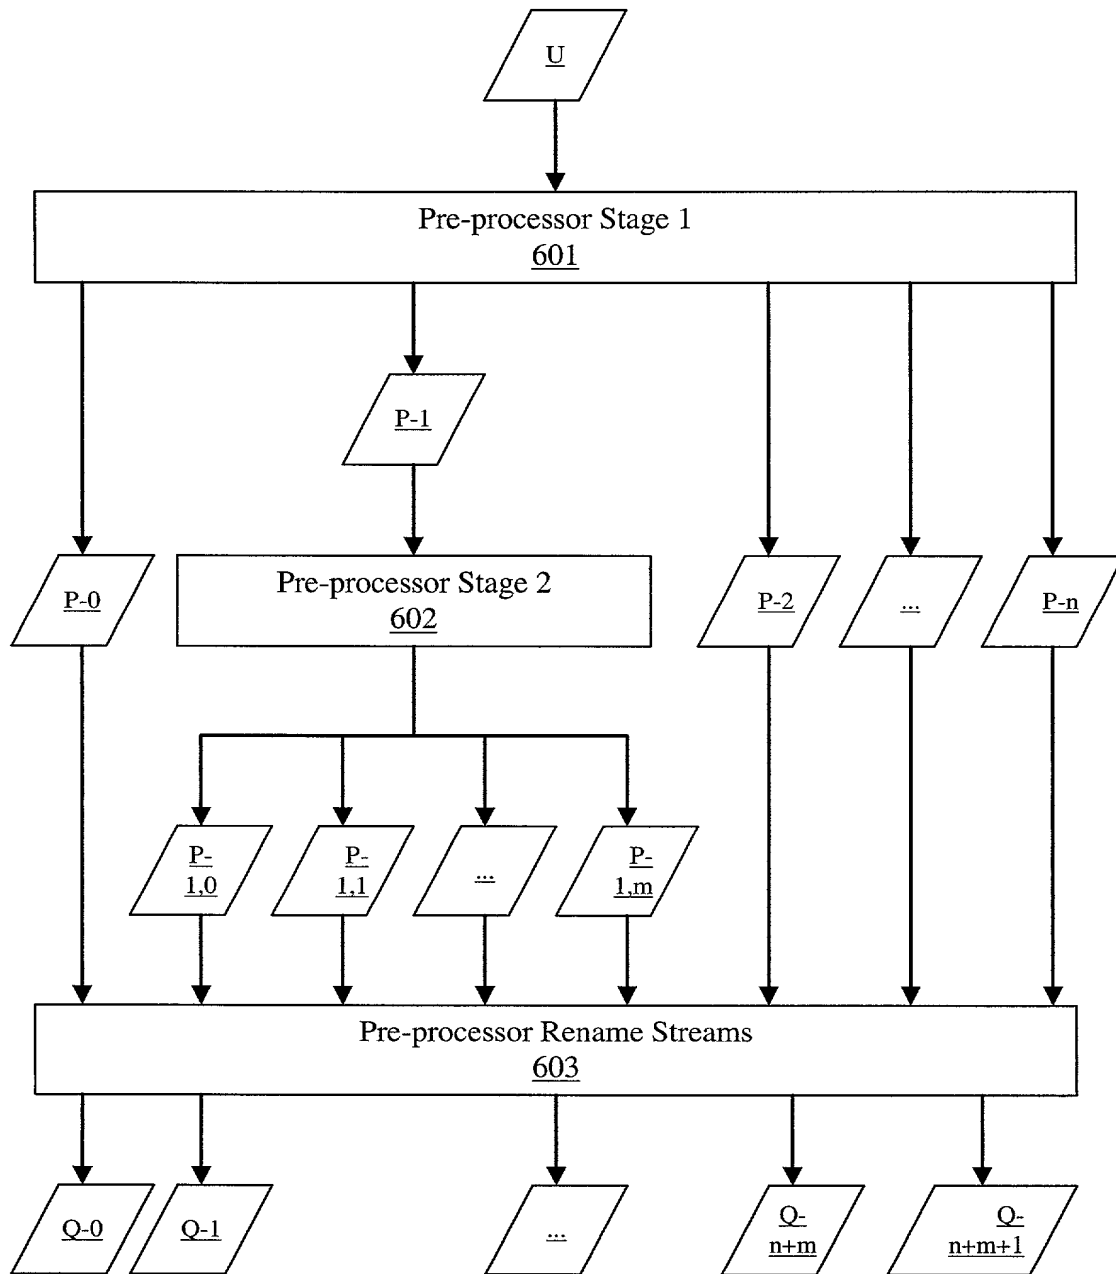 U
Pre-processor Stage 1
601
P-1
P-0
Pre-processor Stage 2
602
P-2
...
P-n
P-
1,0
P-
1,1
...
P-
1,m
Pre-processor Rename Streams
603
Q-0
Q-1
...
Q-
n+m
Q-
n+m+1